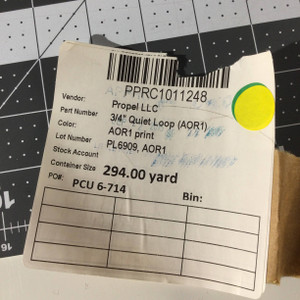 PPRC1011248
Vendor: Propel LLC
Part Number 3/4" Quiet Loop (AOR1)
Color: AOR1 print
Lot Number PL6909, AOR1
Stock Account
Container Size 294.00 yard
PO#: PCU 6-714 Bin:
16